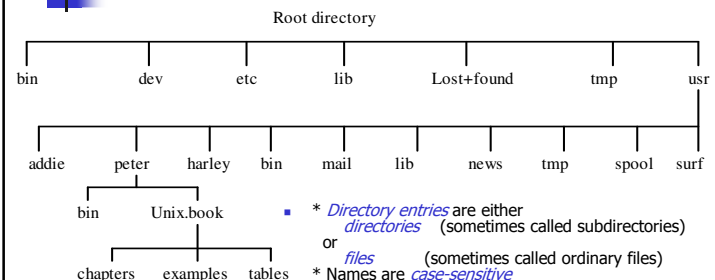 Root directory
bin dev etc lib Lost+found tmp usr
addie peter harley bin mail lib news tmp spool surf
bin Unix.book
* Directory entries are either
directories (sometimes called subdirectories)
or
files (sometimes called ordinary files)
chapters examples tables
* Names are case-sensitive